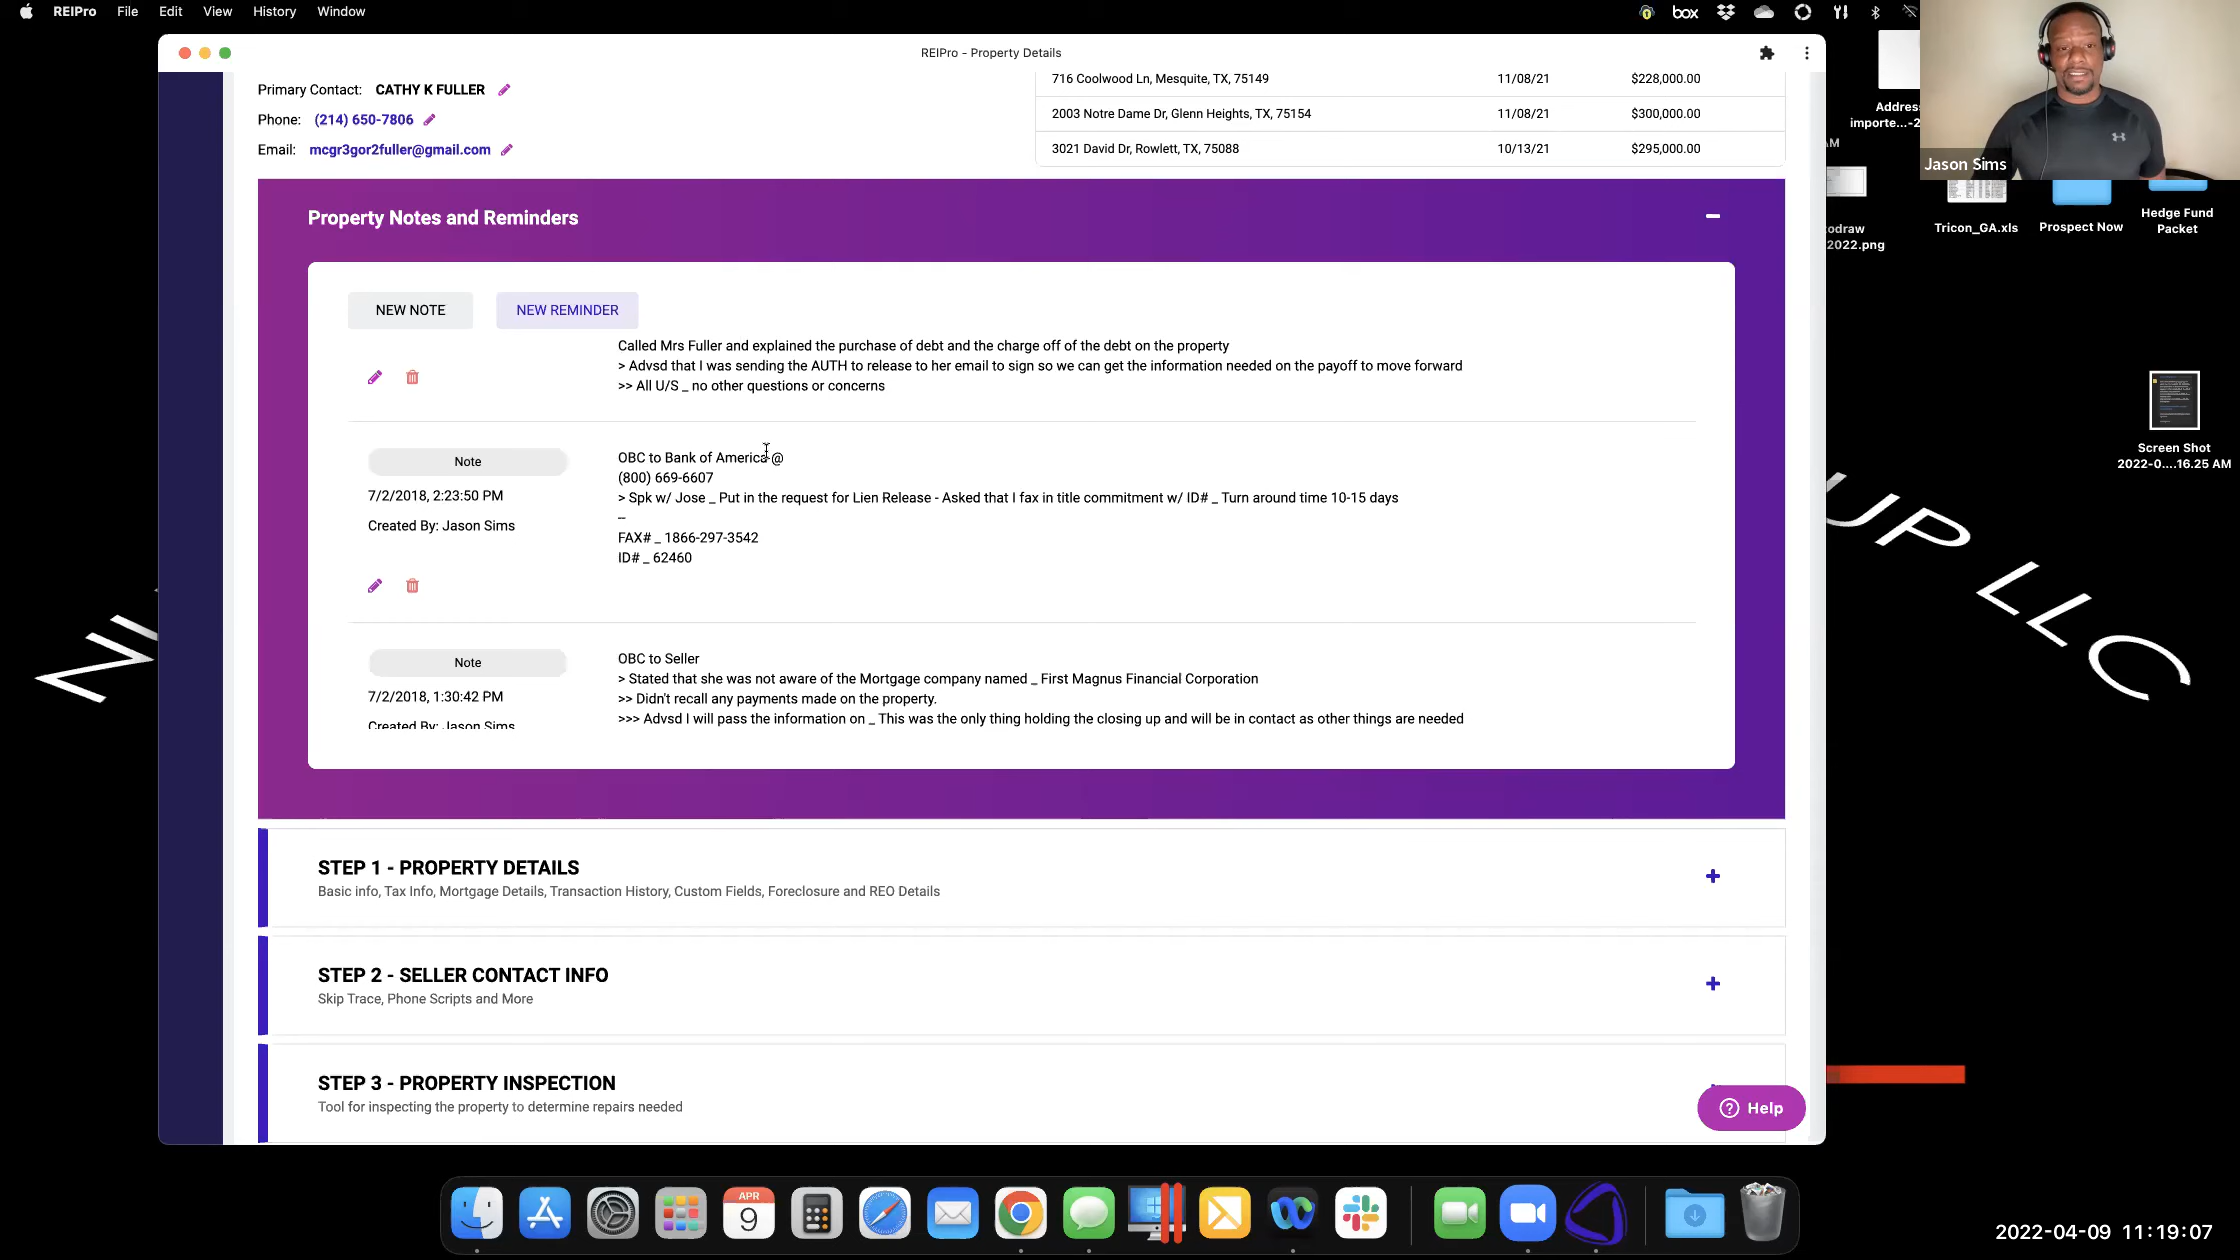 REIPro File Edit View History Window
box
REIPro - Property Details
Primary Contact: CATHY K FULLER
Phone: (214) 650-7806
Email: mcgr3gor2fuller@gmail.com
716 Coolwood Ln, Mesquite, TX, 75149 11/08/21 $228,000.00
2003 Notre Dame Dr, Glenn Heights, TX, 75154 11/08/21 $300,000.00
3021 David Dr, Rowlett, TX, 75088 10/13/21 $295,000.00
Property Notes and Reminders
NEW NOTE NEW REMINDER
Called Mrs Fuller and explained the purchase of debt and the charge off of the debt on the property
> Advsd that I was sending the AUTH to release to her email to sign so we can get the information needed on the payoff to move forward
>> All U/S _ no other questions or concerns
Note
7/2/2018, 2:23:50 PM
Created By: Jason Sims
OBC to Bank of America @
(800) 669-6607
> Spk w/ Jose _ Put in the request for Lien Release - Asked that I fax in title commitment w/ ID# _ Turn around time 10-15 days
--
FAX# _ 1866-297-3542
ID# _ 62460
Note
7/2/2018, 1:30:42 PM
Created By: Jason Sims
OBC to Seller
> Stated that she was not aware of the Mortgage company named _ First Magnus Financial Corporation
>> Didn't recall any payments made on the property.
>>> Advsd I will pass the information on _ This was the only thing holding the closing up and will be in contact as other things are needed
STEP 1 - PROPERTY DETAILS
Basic info, Tax Info, Mortgage Details, Transaction History, Custom Fields, Foreclosure and REO Details
STEP 2 - SELLER CONTACT INFO
Skip Trace, Phone Scripts and More
STEP 3 - PROPERTY INSPECTION
Tool for inspecting the property to determine repairs needed
Help
Jason Sims
Addres
importe...-2
AM
odraw
2022.png
Tricon_GA.xls
Prospect Now
Hedge Fund
Packet
Screen Shot
2022-0....16.25 AM
UP LLC
APR
9
2022-04-09 11:19:07